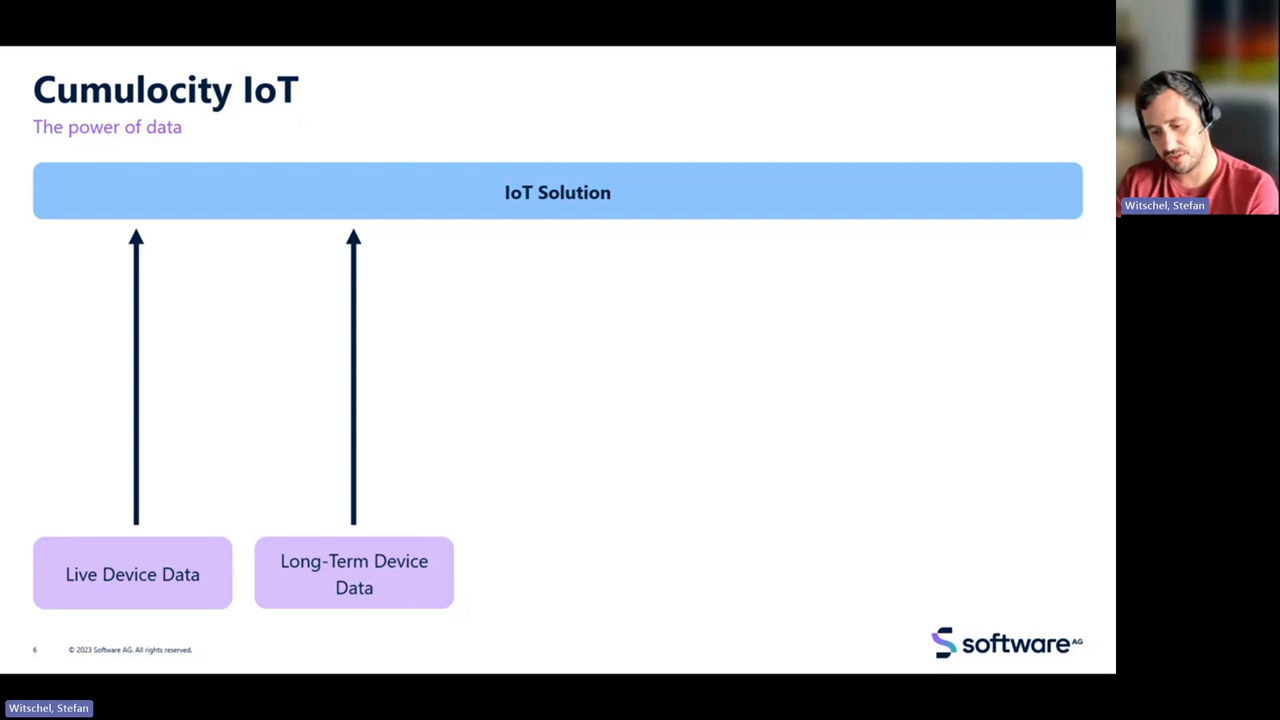 Cumulocity IoT
The power of data
IoT Solution
Witschel, Stefan
Live Device Data
Long-Term Device
Data
6
© 2023 Software AG. All rights reserved.
software AG
Witschel, Stefan